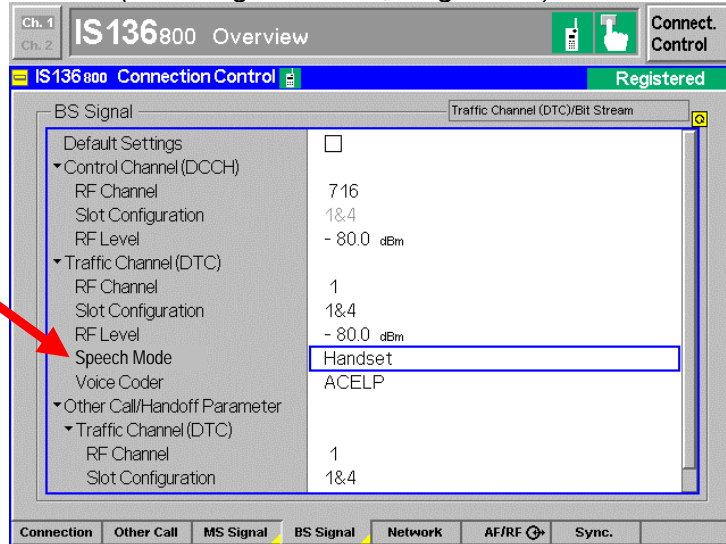 Ch. 1
Ch. 2
IS136800 Overview
Connect.
Control
IS136 800 Connection Control
Registered
BS Signal
Traffic Channel (DTC)/Bit Stream
Default Settings
Control Channel (DCCH)
RF Channel 716
Slot Configuration 1&4
RF Level - 80.0 dBm
Traffic Channel (DTC)
RF Channel 1
Slot Configuration 1&4
RF Level - 80.0 dBm
Speech Mode Handset
Voice Coder ACELP
Other Call/Handoff Parameter
Traffic Channel (DTC)
RF Channel 1
Slot Configuration 1&4
Connection Other Call MS Signal BS Signal Network AF/RF Sync.